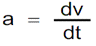 a = dv/dt